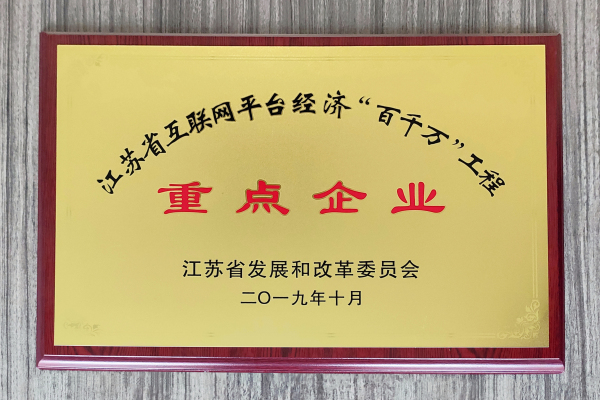 江苏省互联网平台经济“百千万”工程
重点企业
江苏省发展和改革委员会
二〇一九年十月